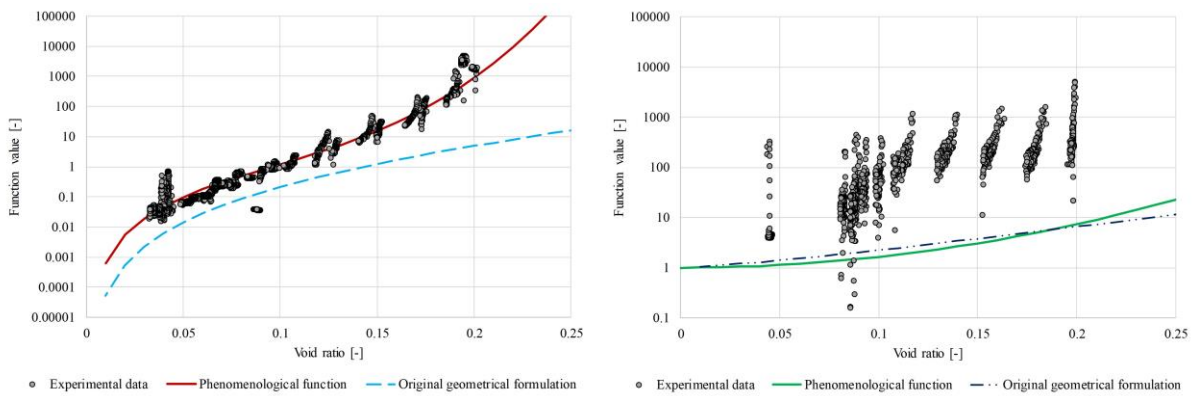 100000
10000
1000
100
10
1
0.1
0.01
0.001
0.0001
0.00001
Function value [-]
0 0.05 0.1 0.15 0.2 0.25
Void ratio [-]
Experimental data Phenomenological function Original geometrical formulation
100000
10000
1000
100
10
1
0.1
Function value [-]
0 0.05 0.1 0.15 0.2 0.25
Void ratio [-]
Experimental data Phenomenological function Original geometrical formulation